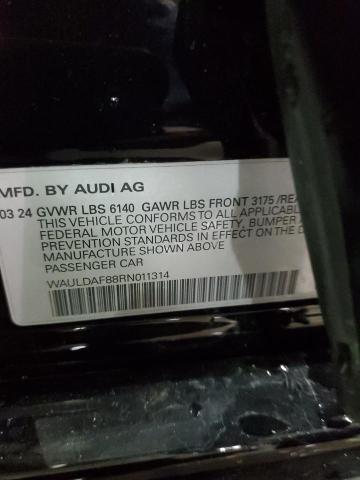 MFD. BY AUDI AG
03 24 GVWR LBS 6140 GAWR LBS FRONT 3175 /REA
THIS VEHICLE CONFORMS TO ALL APPLICABL
FEDERAL MOTOR VEHICLE SAFETY, BUMPER A
PREVENTION STANDARDS IN EFFECT ON THE D
MANUFACTURE SHOWN ABOVE
PASSENGER CAR
WAULDAF88RN011314